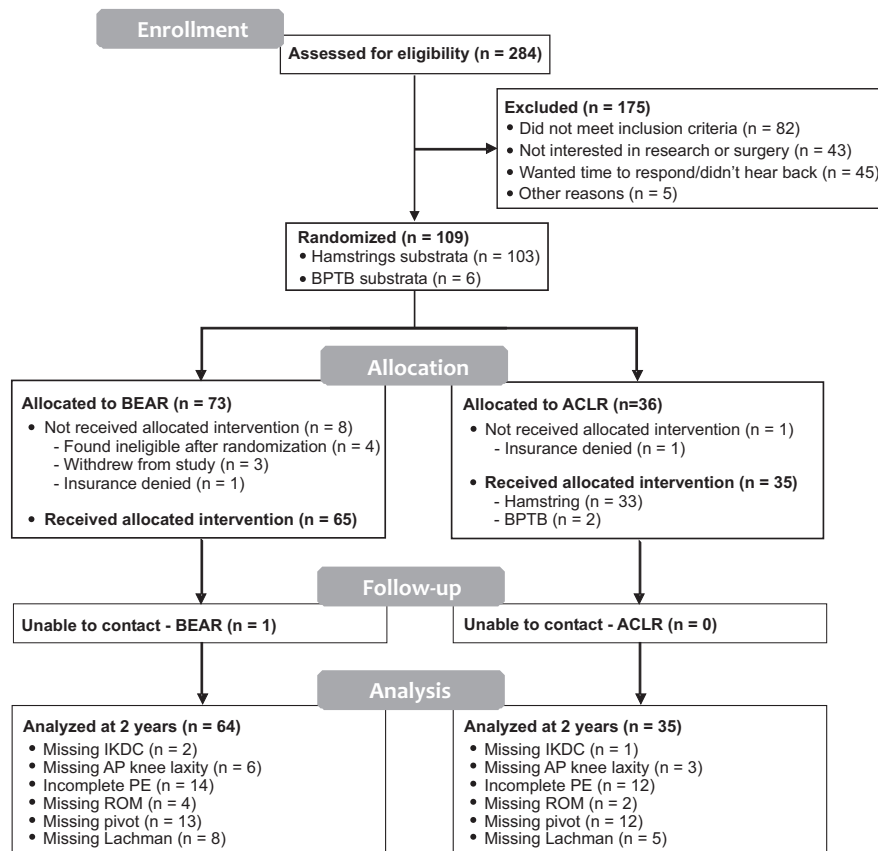 Enrollment
Assessed for eligibility (n = 284)
Excluded (n = 175)
• Did not meet inclusion criteria (n = 82)
• Not interested in research or surgery (n = 43)
• Wanted time to respond/didn't hear back (n = 45)
• Other reasons (n = 5)
Randomized (n = 109)
• Hamstrings substrata (n = 103)
• BPTB substrata (n = 6)
Allocation
Allocated to BEAR (n = 73)
• Not received allocated intervention (n = 8)
- Found ineligible after randomization (n = 4)
- Withdrew from study (n = 3)
- Insurance denied (n = 1)
• Received allocated intervention (n = 65)
Allocated to ACLR (n=36)
• Not received allocated intervention (n = 1)
- Insurance denied (n = 1)
• Received allocated intervention (n = 35)
- Hamstring (n = 33)
- BPTB (n = 2)
Follow-up
Unable to contact - BEAR (n = 1)
Unable to contact - ACLR (n = 0)
Analysis
Analyzed at 2 years (n = 64)
• Missing IKDC (n = 2)
• Missing AP knee laxity (n = 6)
• Incomplete PE (n = 14)
• Missing ROM (n = 4)
• Missing pivot (n = 13)
• Missing Lachman (n = 8)
Analyzed at 2 years (n = 35)
• Missing IKDC (n = 1)
• Missing AP knee laxity (n = 3)
• Incomplete PE (n = 12)
• Missing ROM (n = 2)
• Missing pivot (n = 12)
• Missing Lachman (n = 5)